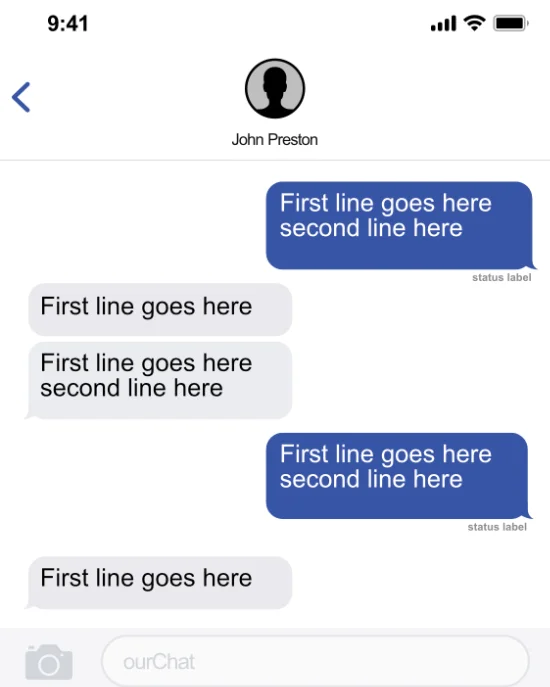 9:41
John Preston
First line goes here
second line here
status label
First line goes here
First line goes here
second line here
First line goes here
second line here
status label
First line goes here
ourChat